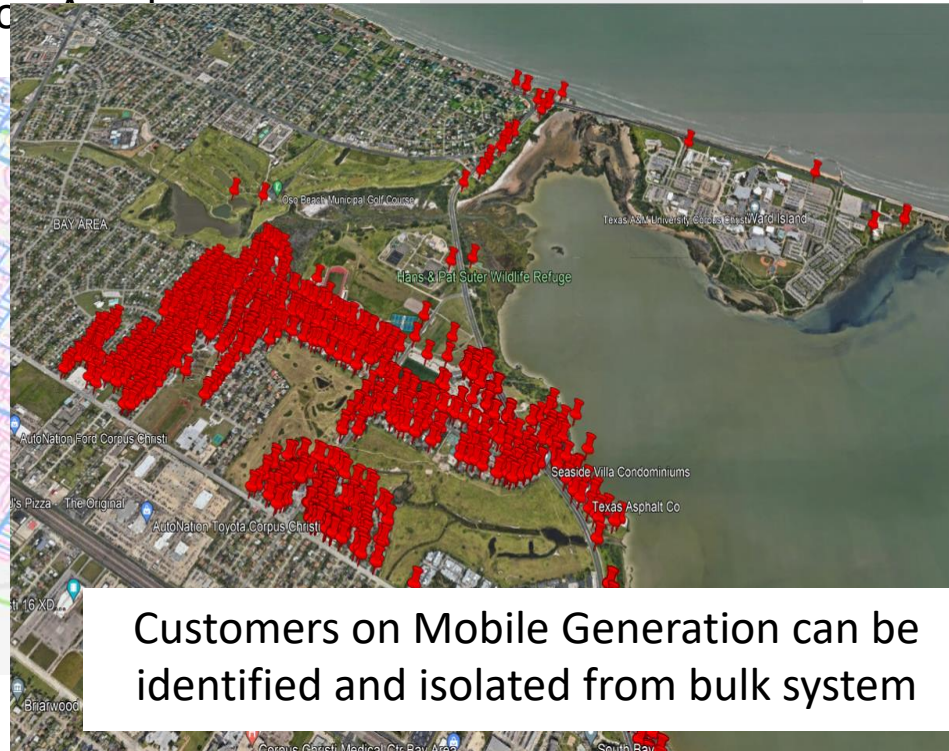 Oso Beach Municipal Golf Course
BAY AREA
Texas A&M University Corpus Christi
Ward Island
Hans & Pat Suter Wildlife Refuge
AutoNation Ford Corpus Christi
Seaside Villa Condominiums
's Pizza - The Original
Texas Asphalt Co
AutoNation Toyota Corpus Christi
16 XD...
Customers on Mobile Generation can be
identified and isolated from bulk system
Briarwood
Corpus Christi Medical Ctr Bay Area
South Bay